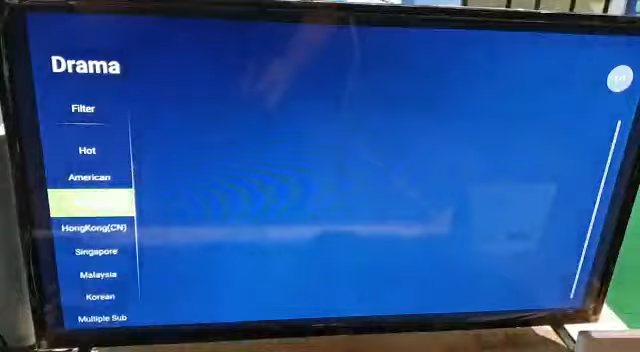 Drama
Filter
Hot
American
HongKong(CN)
Singapore
Malaysia
Korean
Multiple Sub